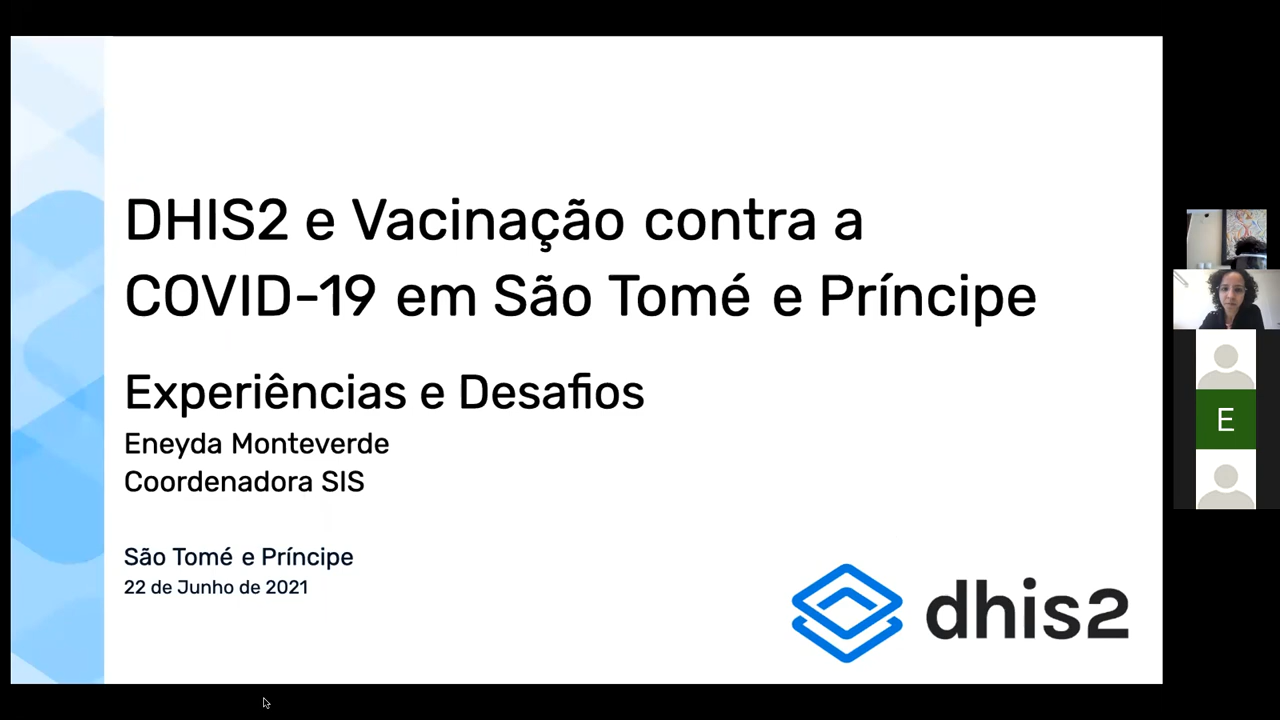 DHIS2 e Vacinação contra a
COVID-19 em São Tomé e Príncipe
Experiências e Desafios
Eneyda Monteverde
Coordenadora SIS
São Tomé e Príncipe
22 de Junho de 2021
dhis2
E